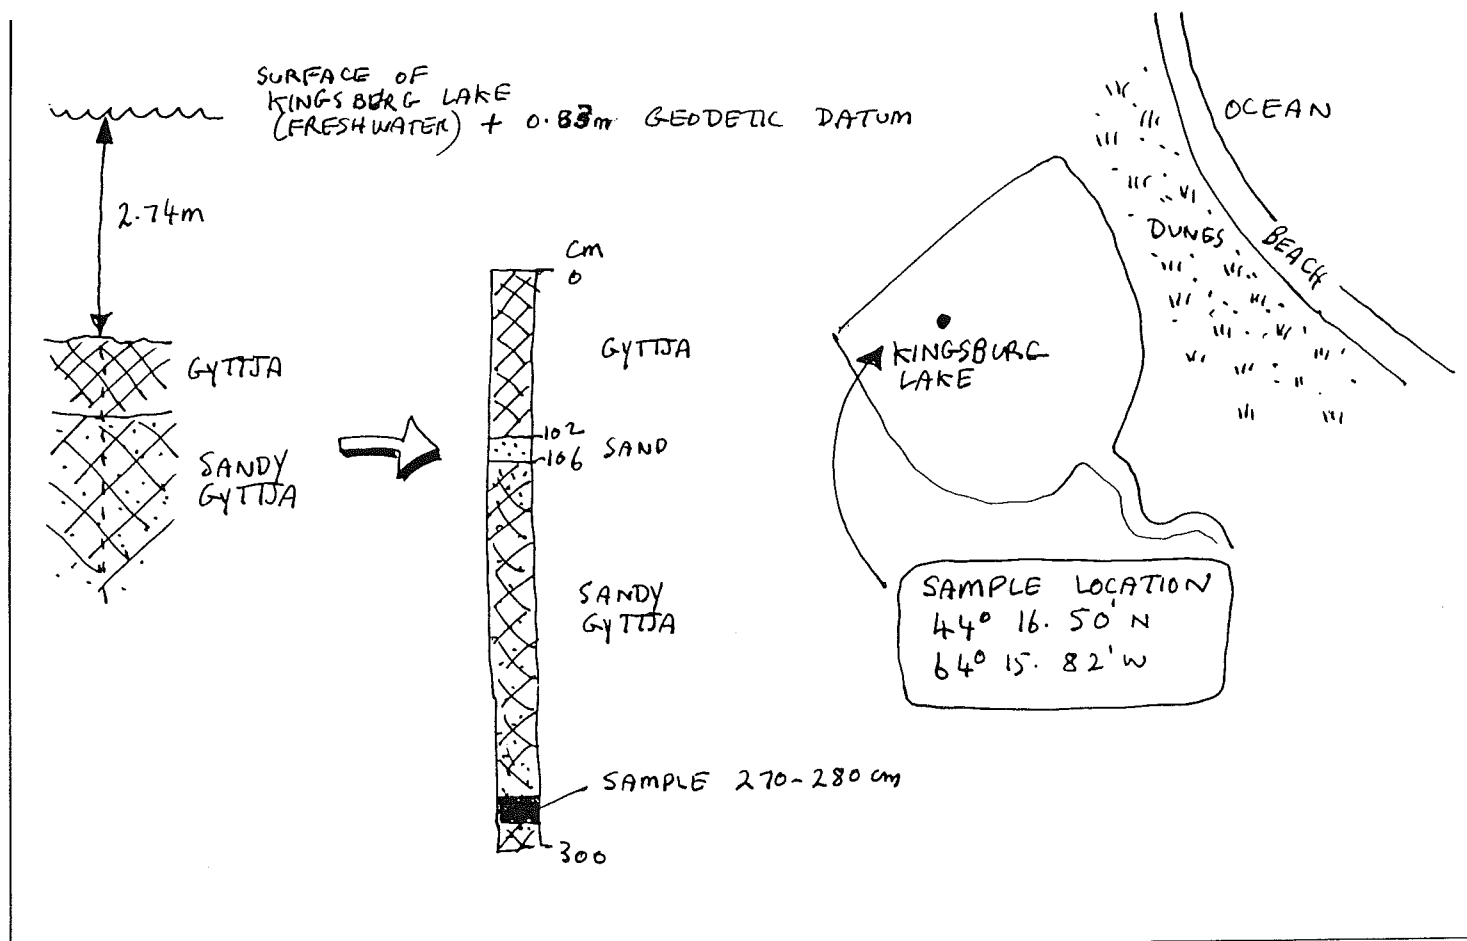 SURFACE OF
KINGSBURG LAKE
(FRESHWATER) + 0.83m GEODETIC DATUM
2.74m
GYTTJA
SANDY
GYTTJA
cm
0
GYTTJA
102
106
SAND
SANDY
GYTTJA
SAMPLE 270-280 cm
300
OCEAN
BEACH
DUNES
KINGSBURG
LAKE
SAMPLE LOCATION
44° 16. 50' N
64° 15. 82' W